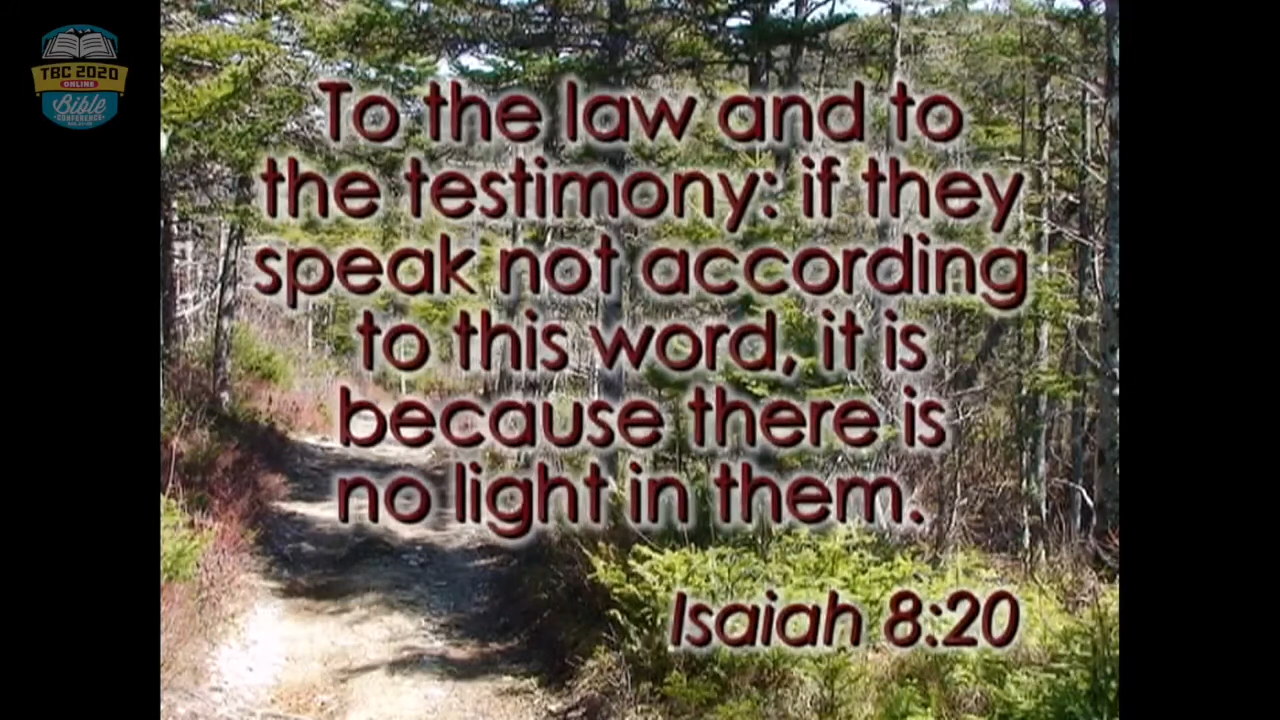 TBC 2020
ONLINE
Bible
CONFERENCE
To the law and to
the testimony: if they
speak not according
to this word, it is
because there is
no light in them.
Isaiah 8:20